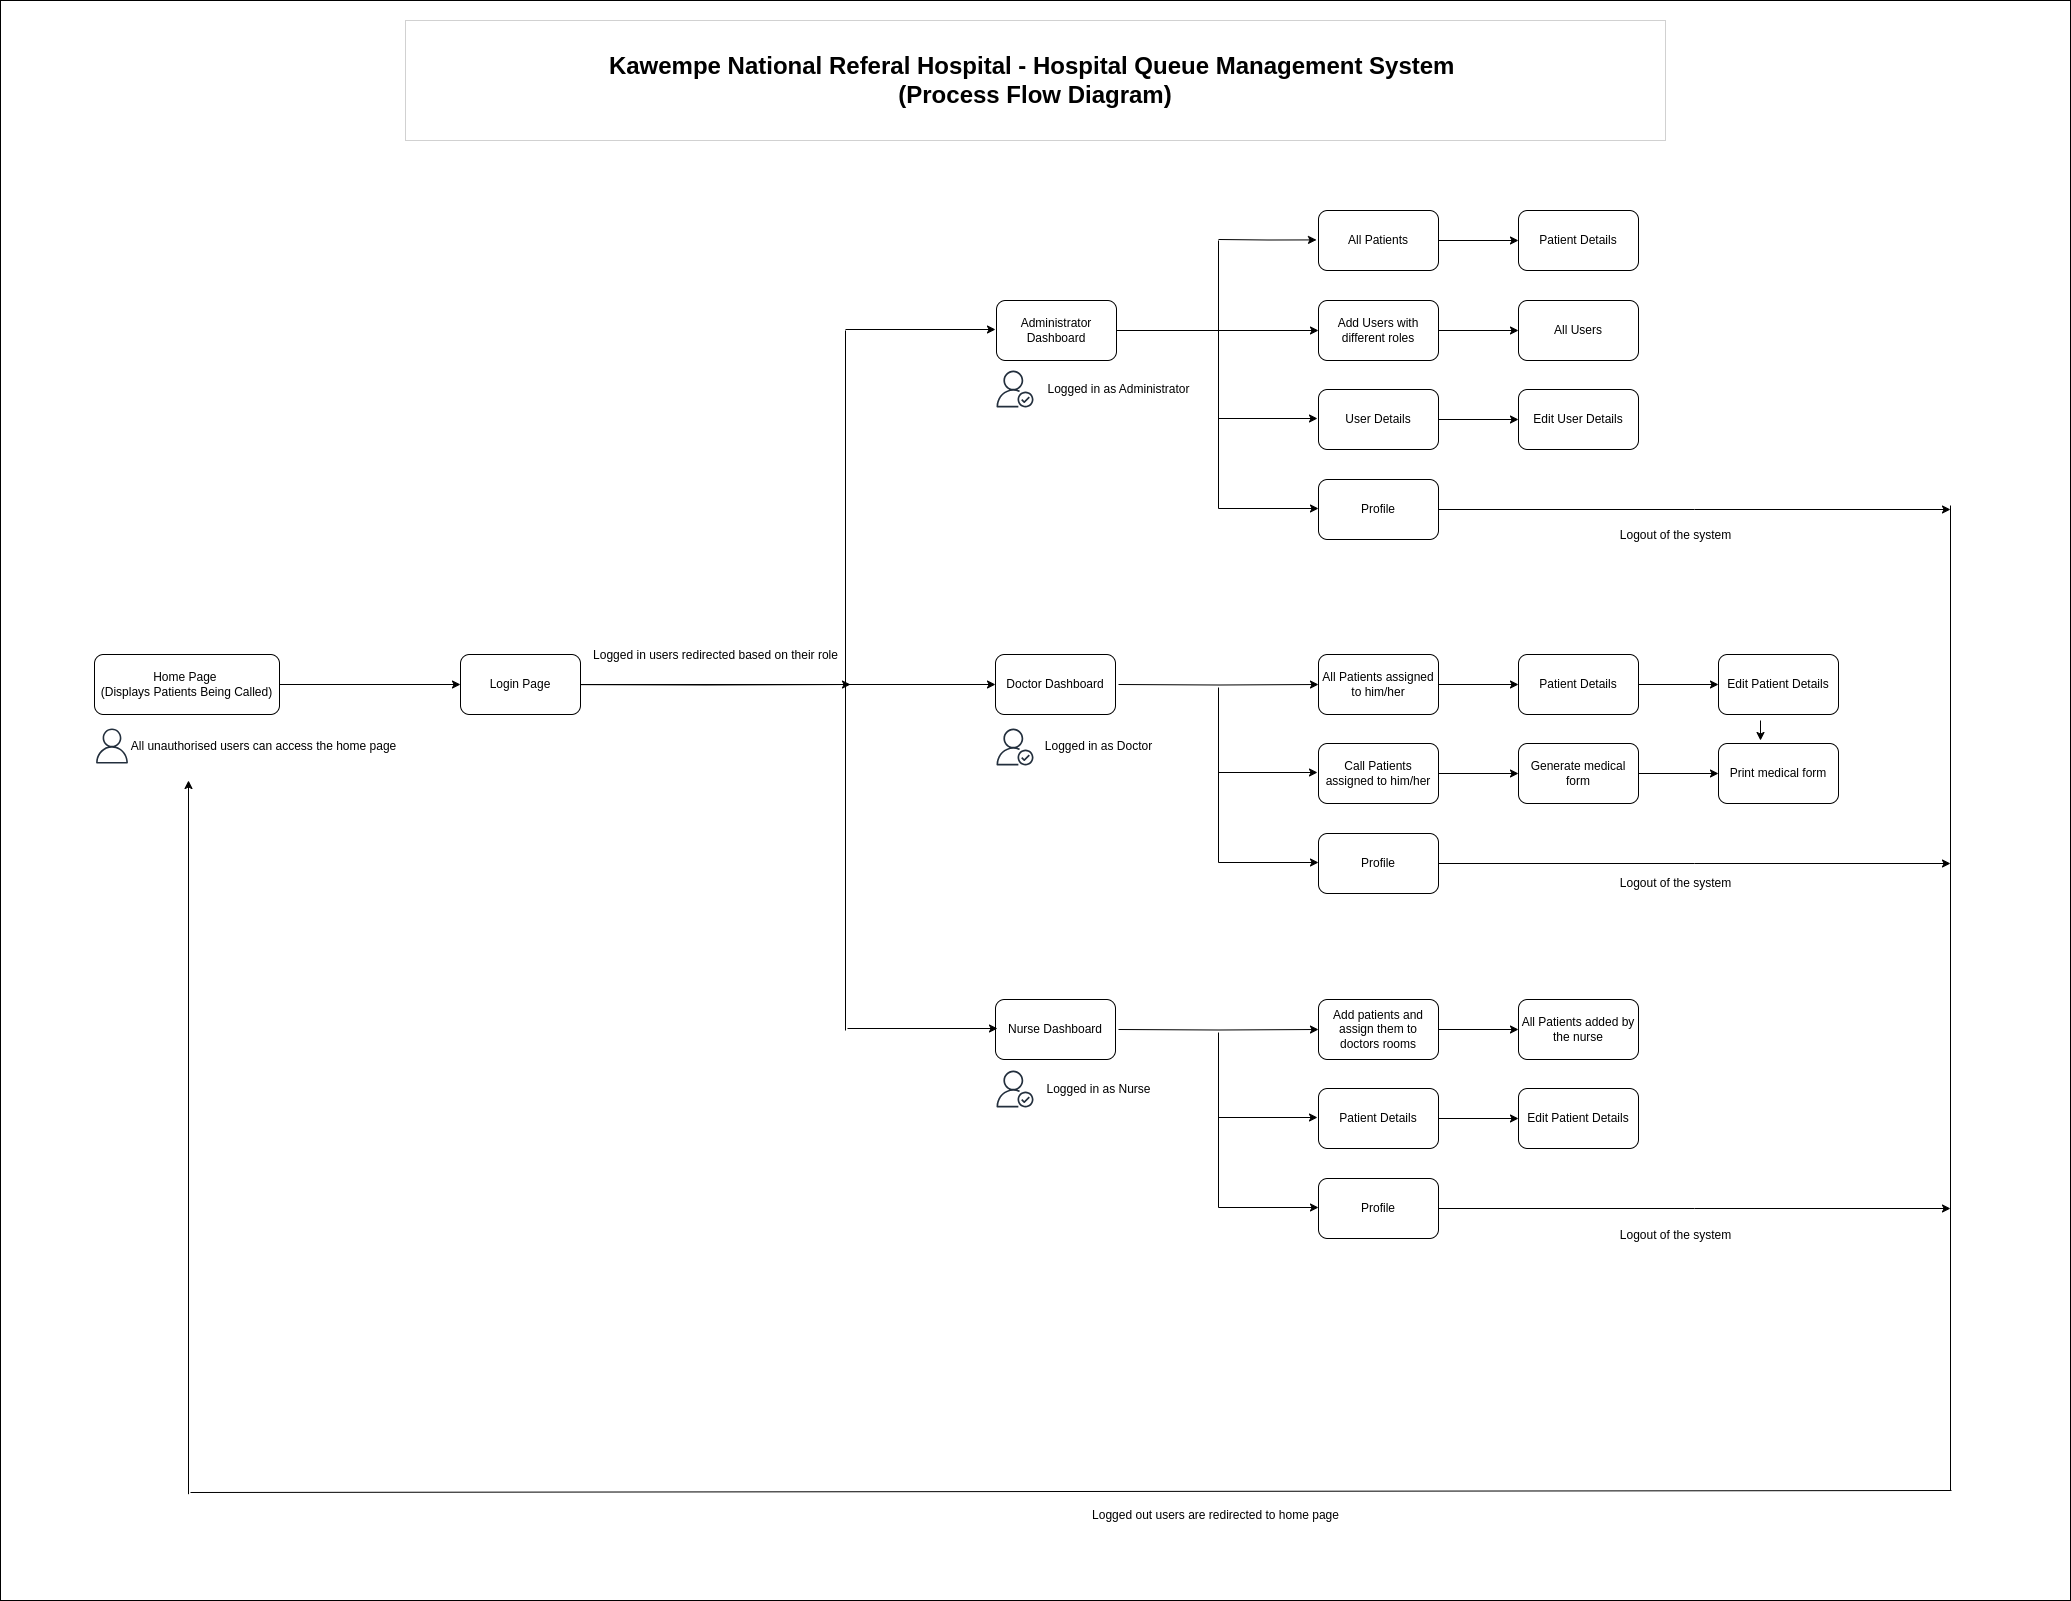 Kawempe National Referal Hospital - Hospital Queue Management System
(Process Flow Diagram)
All Patients
Patient Details
Administrator
Dashboard
Add Users with
different roles
All Users
Logged in as Administrator
User Details
Edit User Details
Profile
Logout of the system
Home Page
(Displays Patients Being Called)
All unauthorised users can access the home page
Login Page
Logged in users redirected based on their role
Doctor Dashboard
Logged in as Doctor
All Patients assigned
to him/her
Patient Details
Edit Patient Details
Call Patients
assigned to him/her
Generate medical
form
Print medical form
Profile
Logout of the system
Nurse Dashboard
Logged in as Nurse
Add patients and
assign them to
doctors rooms
All Patients added by
the nurse
Patient Details
Edit Patient Details
Profile
Logout of the system
Logged out users are redirected to home page